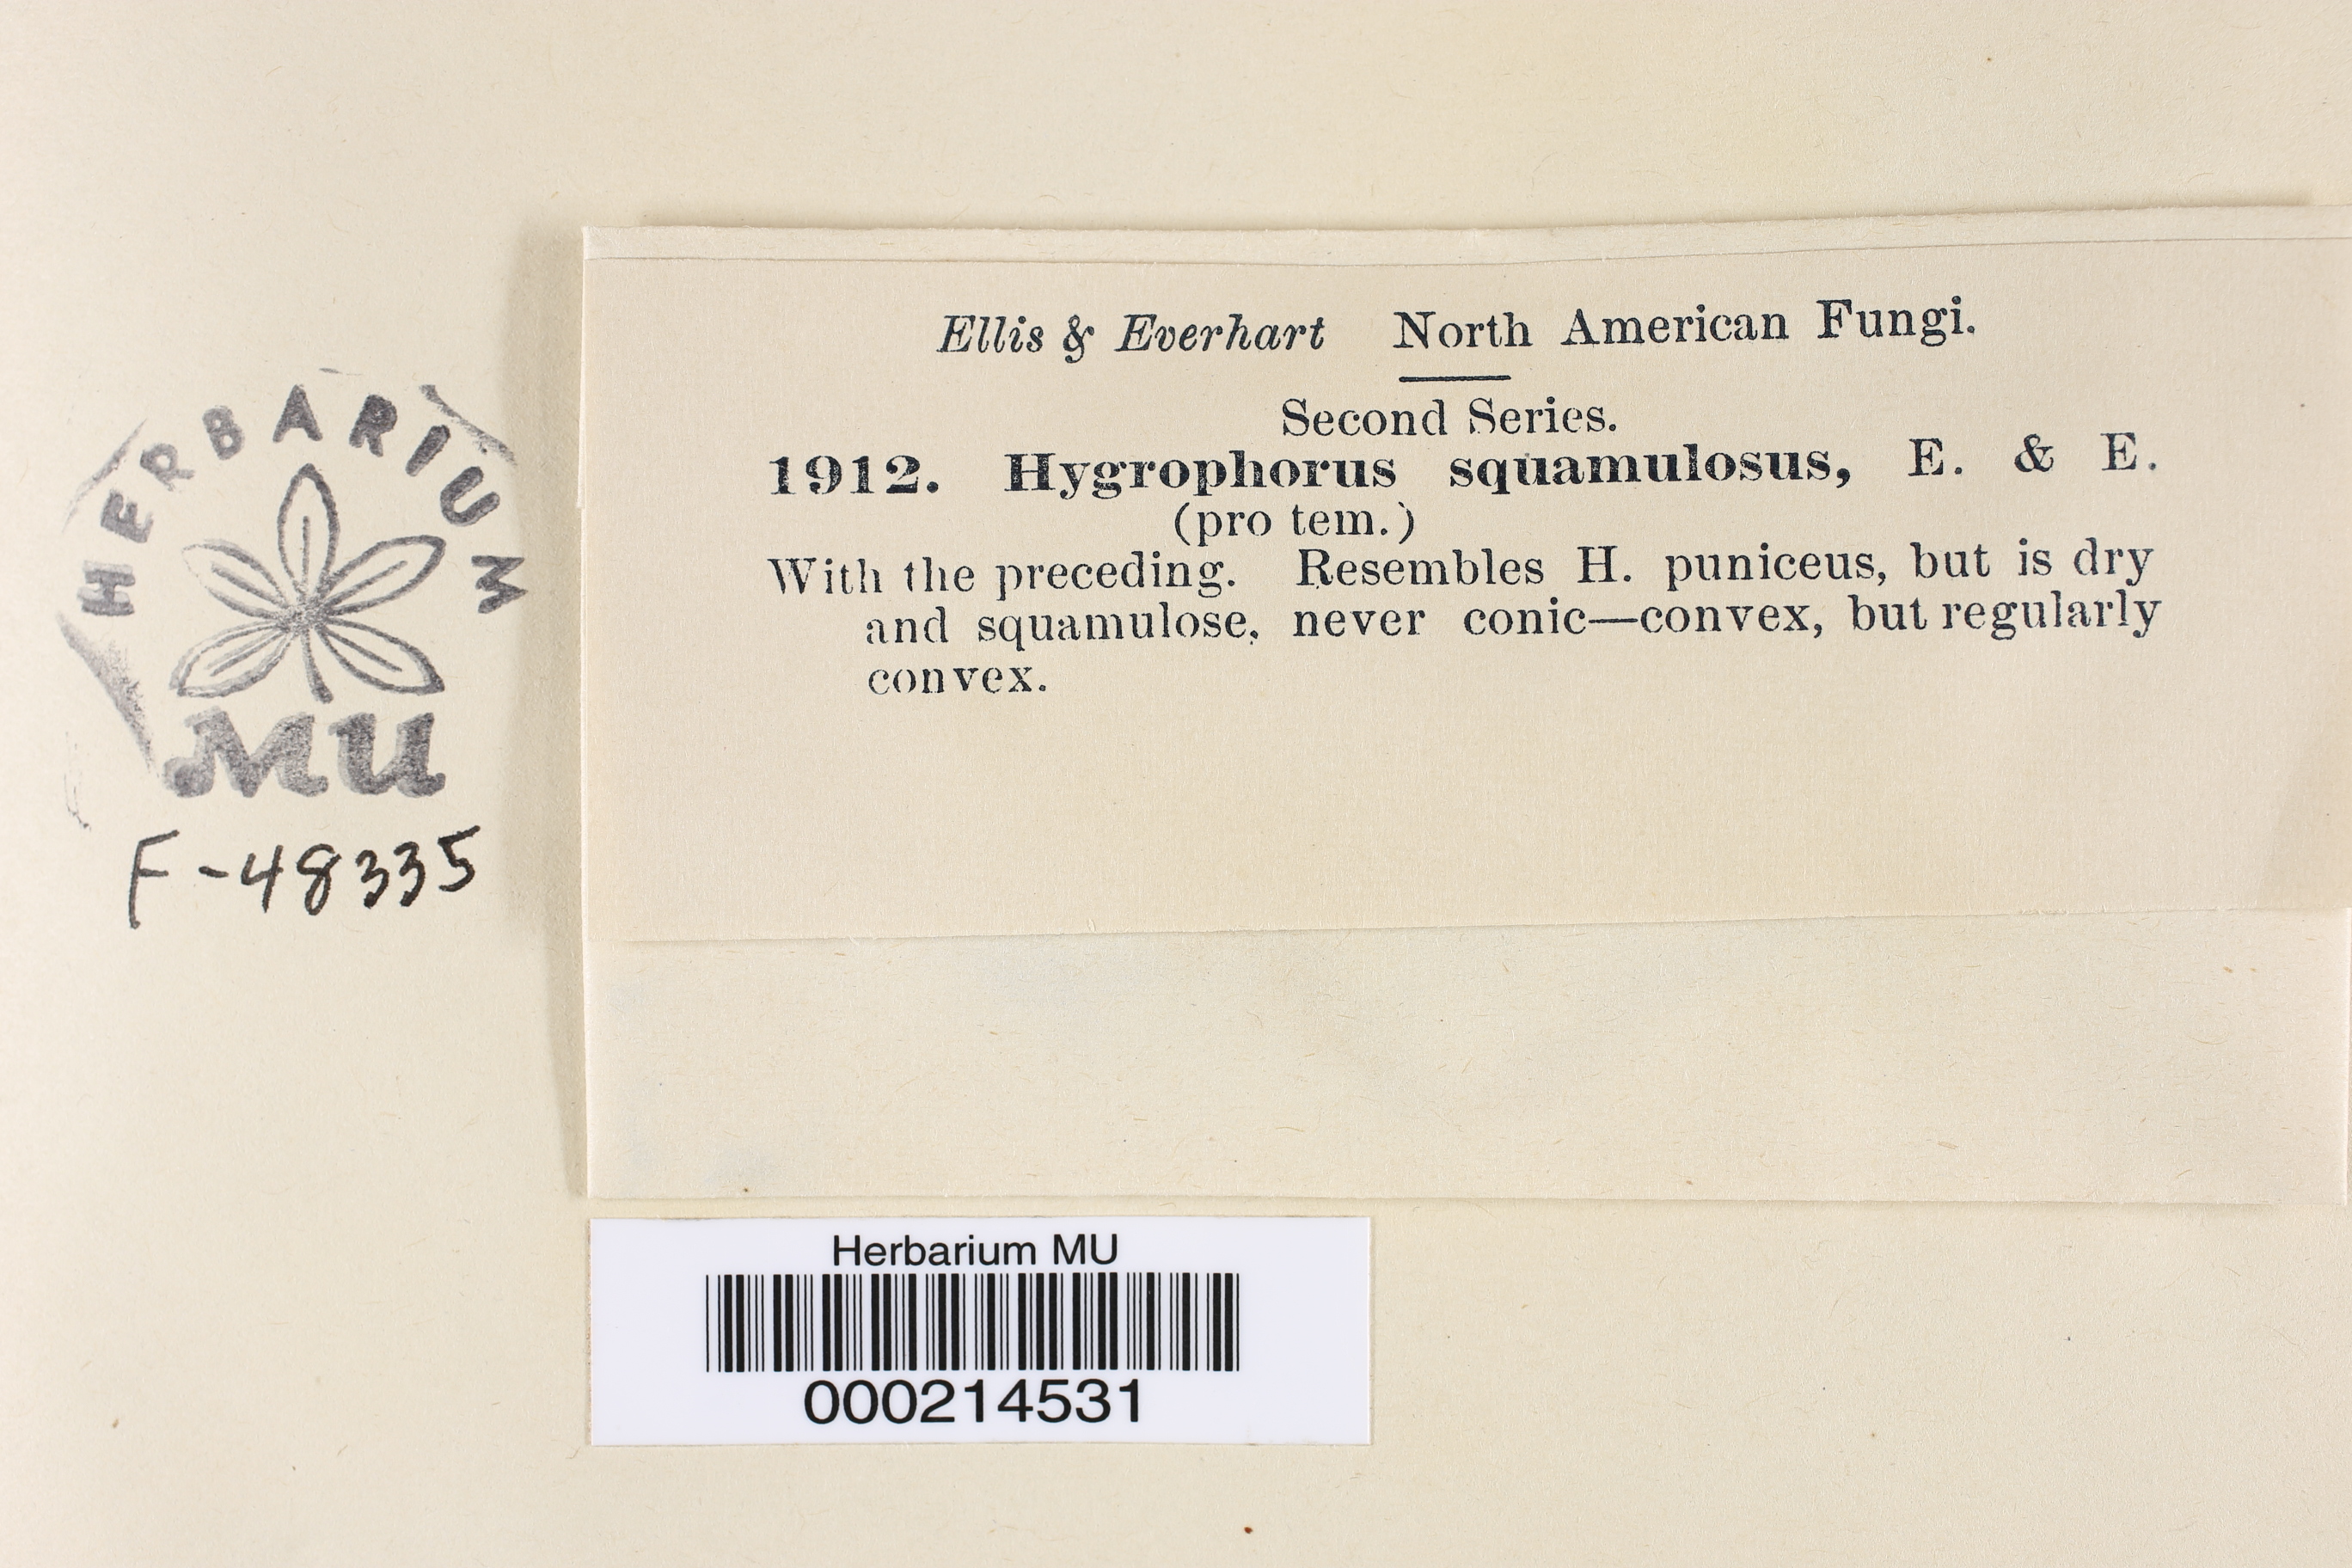 HERBARIUM
MU
F-48335
Ellis & Everhart North American Fungi.
Second Series.
1912. Hygrophorus squamulosus, E. & E.
(pro tem.)
With the preceding. Resembles H. puniceus, but is dry
and squamulose, never conic—convex, but regularly
convex.
Herbarium MU
000214531